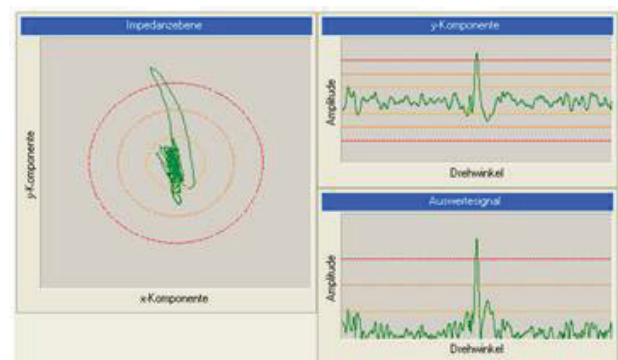 Impedanzebene
y-Komponente
x-Komponente
y-Komponente
Amplitude
Drehwinkel
Auswertesignal
Amplitude
Drehwinkel